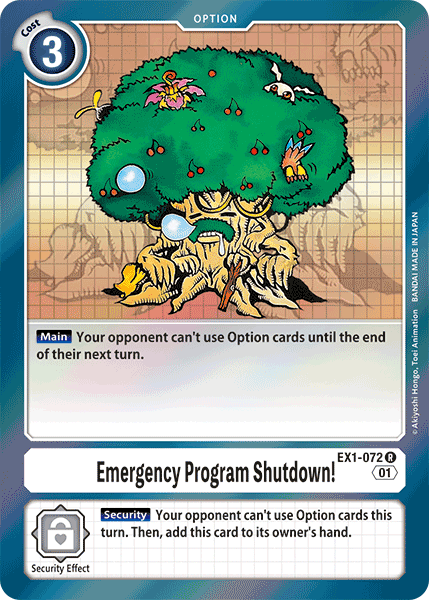 OPTION
Cost
3
Main Your opponent can't use Option cards until the end
of their next turn.
©Akiyoshi Hongo, Toei Animation BANDAI MADE IN JAPAN
EX1-072 R
Emergency Program Shutdown!
01
Security Your opponent can't use Option cards this
turn. Then, add this card to its owner's hand.
Security Effect